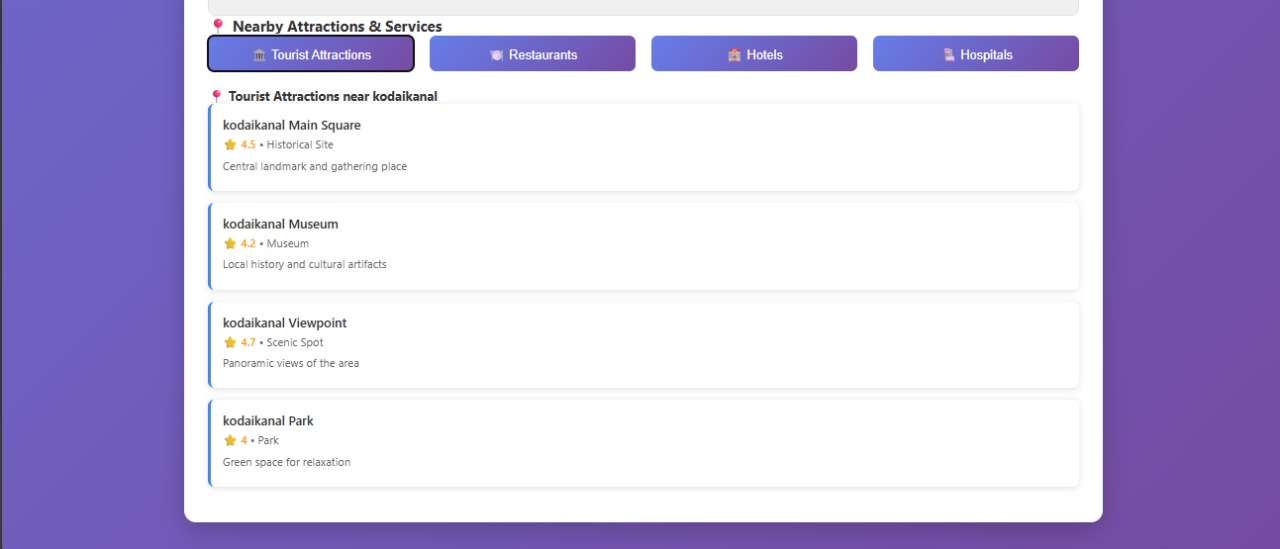 Nearby Attractions & Services
Tourist Attractions
Restaurants
Hotels
Hospitals
Tourist Attractions near kodaikanal
kodaikanal Main Square
4.5 • Historical Site
Central landmark and gathering place
kodaikanal Museum
4.2 • Museum
Local history and cultural artifacts
kodaikanal Viewpoint
4.7 • Scenic Spot
Panoramic views of the area
kodaikanal Park
4 • Park
Green space for relaxation